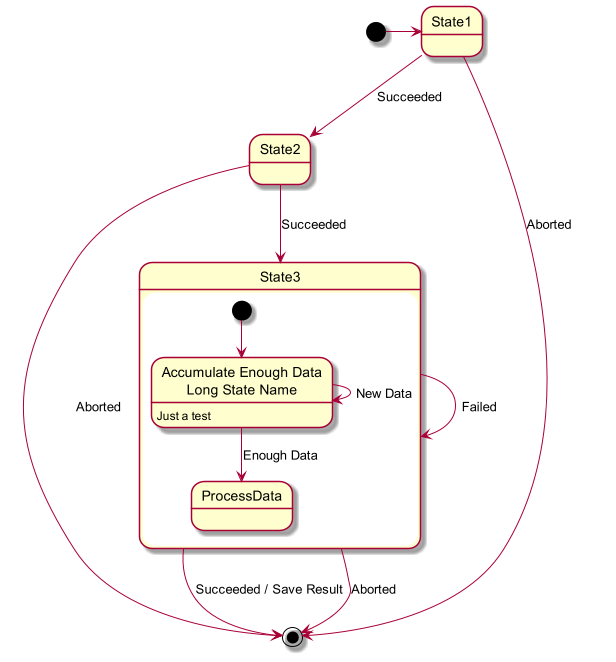 State1
Succeeded
State2
Succeeded
Aborted
State3
Accumulate Enough Data
Long State Name
Just a test
New Data
Aborted
Failed
Enough Data
ProcessData
Succeeded / Save Result
Aborted